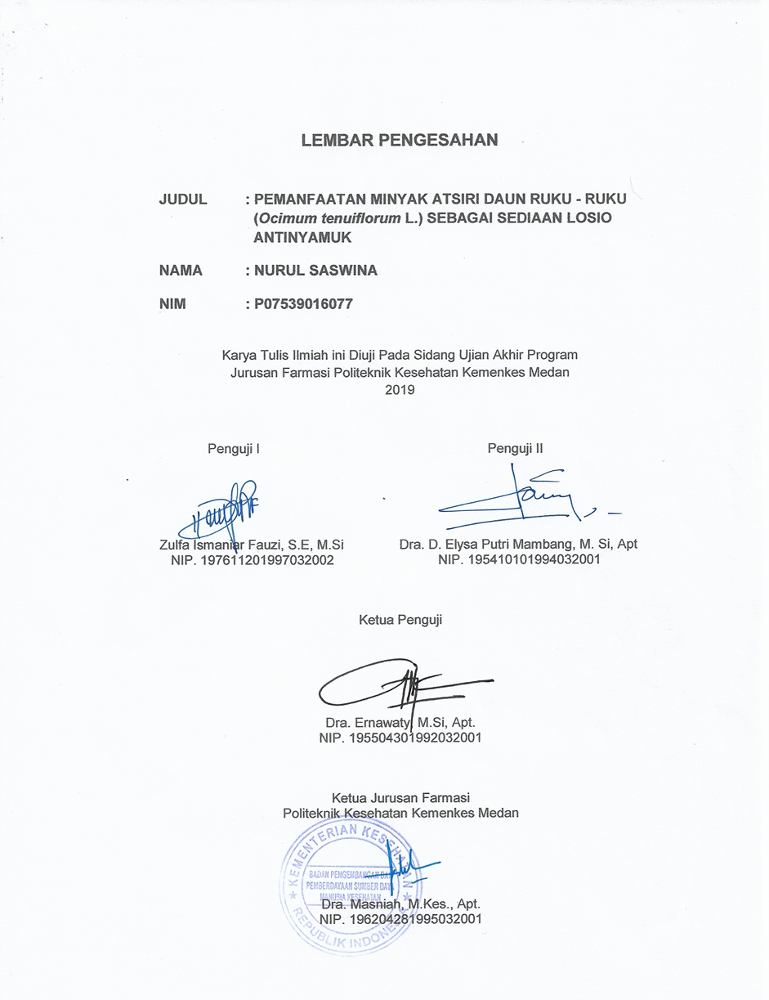 LEMBAR PENGESAHAN
JUDUL : PEMANFAATAN MINYAK ATSIRI DAUN RUKU - RUKU
(Ocimum tenuiflorum L.) SEBAGAI SEDIAAN LOSIO
ANTINYAMUK
NAMA : NURUL SASWINA
NIM : P07539016077
Karya Tulis Ilmiah ini Diuji Pada Sidang Ujian Akhir Program
Jurusan Farmasi Politeknik Kesehatan Kemenkes Medan
2019
Penguji I
Penguji II
Zulfa Ismaniar Fauzi, S.E, M.Si
NIP. 197611201997032002
Dra. D. Elysa Putri Mambang, M. Si, Apt
NIP. 195410101994032001
Ketua Penguji
Dra. Ernawaty, M.Si, Apt.
NIP. 195504301992032001
Ketua Jurusan Farmasi
Politeknik Kesehatan Kemenkes Medan
KEMENTERIAN KESEHATAN
BADAN PENGEMBANGAN DAN
PEMBERDAYAAN SUMBER DAYA
MANUSIA KESEHATAN
REPUBLIK INDONESIA
Dra. Masniah, M.Kes., Apt.
NIP. 196204281995032001